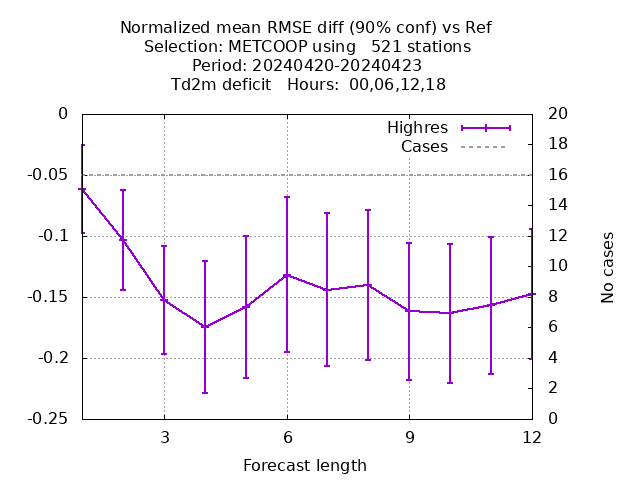 Normalized mean RMSE diff (90% conf) vs Ref
Selection: METCOOP using   521 stations
Period: 20240420-20240423
Td2m deficit   Hours:  00,06,12,18
0
-0.05
-0.1
-0.15
-0.2
-0.25
Highres
Cases
20
18
16
14
12
10
8
6
4
2
0
No cases
3
6
9
12
Forecast length